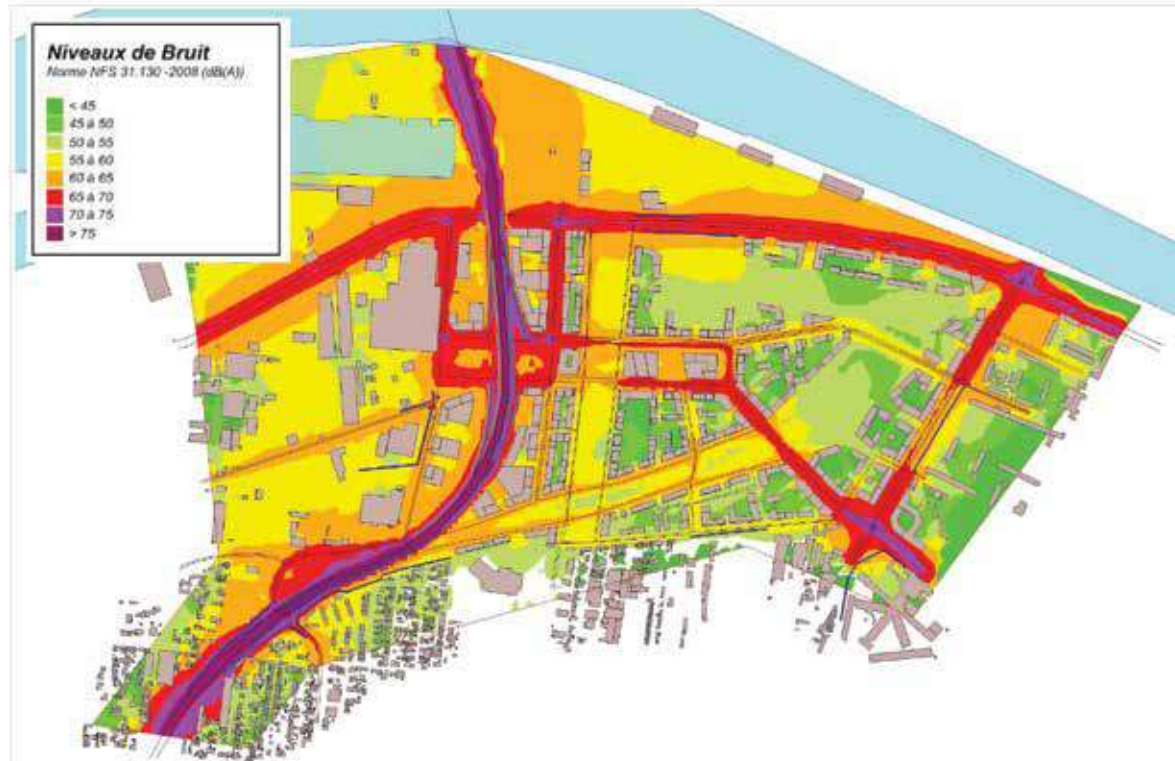 Niveaux de Bruit
Norme NFS 31.130 -2008 (dB(A))
< 45
45 à 50
50 à 55
55 à 60
60 à 65
65 à 70
70 à 75
> 75